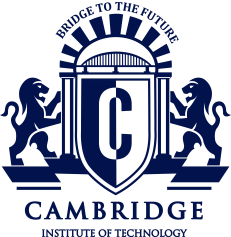 BRIDGE TO THE FUTURE
C
CAMBRIDGE
INSTITUTE OF TECHNOLOGY